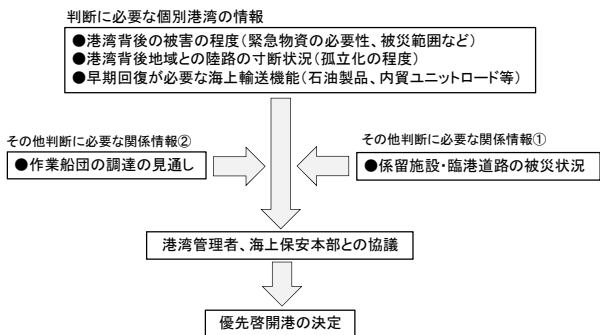 判断に必要な個別港湾の情報
●港湾背後の被害の程度（緊急物資の必要性、被災範囲など）
●港湾背後地域との陸路の寸断状況（孤立化の程度）
●早期回復が必要な海上輸送機能（石油製品、内貿ユニットロード等）
その他判断に必要な関係情報②
●作業船団の調達の見通し
その他判断に必要な関係情報①
●係留施設・臨港道路の被災状況
港湾管理者、海上保安本部との協議
優先啓開港の決定